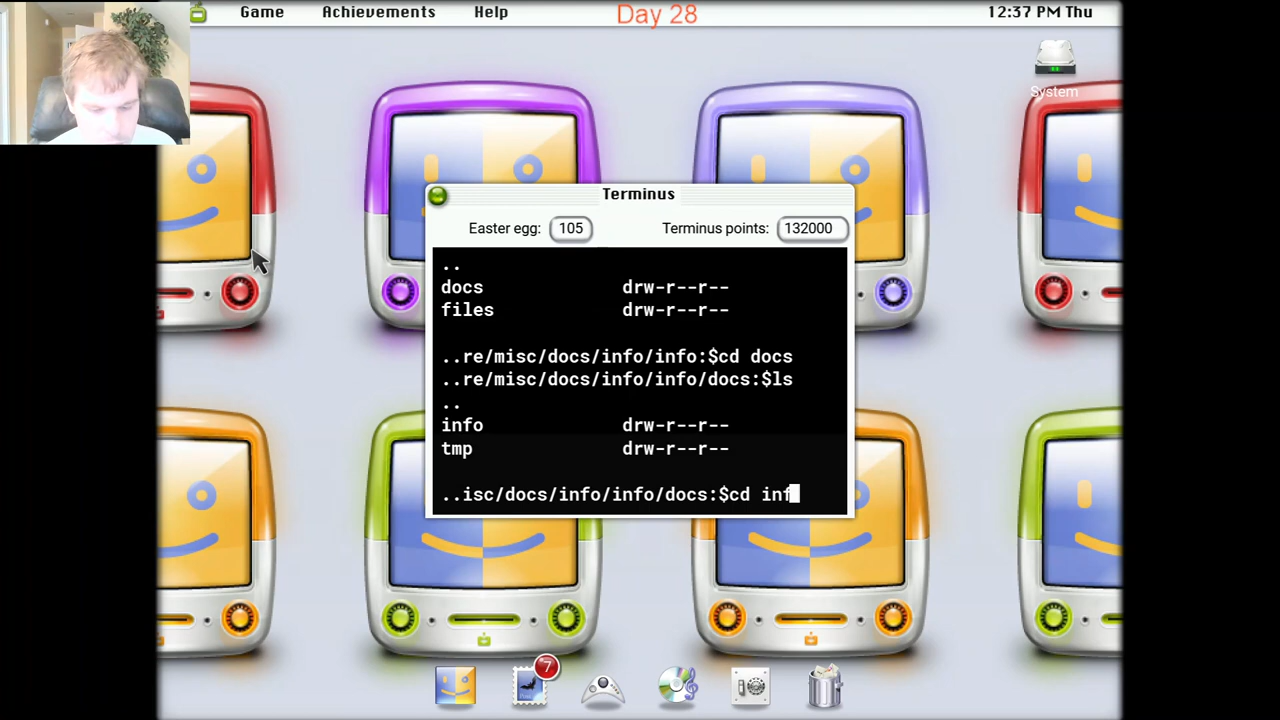 Game Achievements Help Day 28 12:37 PM Thu
System
Terminus
Easter egg: 105 Terminus points: 132000
..
docs drw-r--r--
files drw-r--r--
..re/misc/docs/info/info:$cd docs
..re/misc/docs/info/info/docs:$ls
..
info drw-r--r--
tmp drw-r--r--
..isc/docs/info/info/docs:$cd inf
7